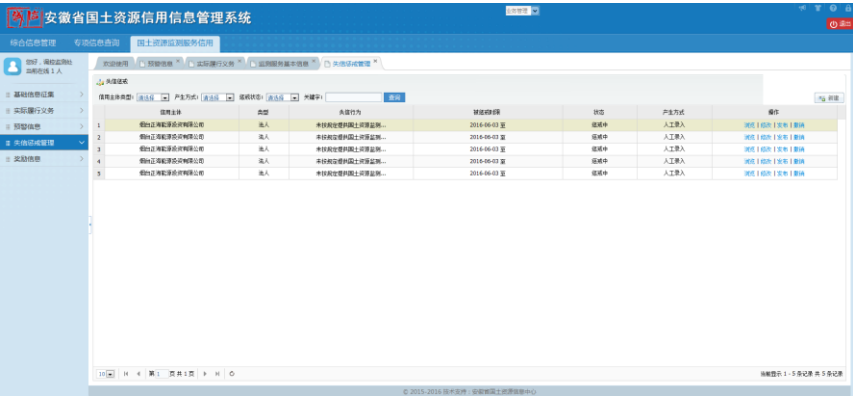 安徽省国土资源信用信息管理系统
主体管理
退出
综合信息管理 专项信息查询 国土资源监测服务信用
当前在线 1 人
欢迎使用 预警信息 实际履行义务 监测服务基本信息 失信惩戒管理
失信惩戒
信用主体类型: 请选择 产生方式: 请选择 惩戒状态: 请选择 关键字: 查询
新建
基础信息征集
实际履行义务
预警信息
失信惩戒管理
奖励信息
信用主体 类型 失信行为 被惩戒时限 状态 产生方式 操作
1 烟台正海能源投资有限公司 法人 未按规定提供国土资源监测... 2016-06-03 至 惩戒中 人工录入 浏览 | 修改 | 发布 | 撤销
2 烟台正海能源投资有限公司 法人 未按规定提供国土资源监测... 2016-06-03 至 惩戒中 人工录入 浏览 | 修改 | 发布 | 撤销
3 烟台正海能源投资有限公司 法人 未按规定提供国土资源监测... 2016-06-03 至 惩戒中 人工录入 浏览 | 修改 | 发布 | 撤销
4 烟台正海能源投资有限公司 法人 未按规定提供国土资源监测... 2016-06-03 至 惩戒中 人工录入 浏览 | 修改 | 发布 | 撤销
5 烟台正海能源投资有限公司 法人 未按规定提供国土资源监测... 2016-06-03 至 惩戒中 人工录入 浏览 | 修改 | 发布 | 撤销
10 第 1 页 共 1 页 当前显示 1 - 5 条记录 共 5 条记录
© 2015-2016 技术支持：安徽省国土资源信息中心